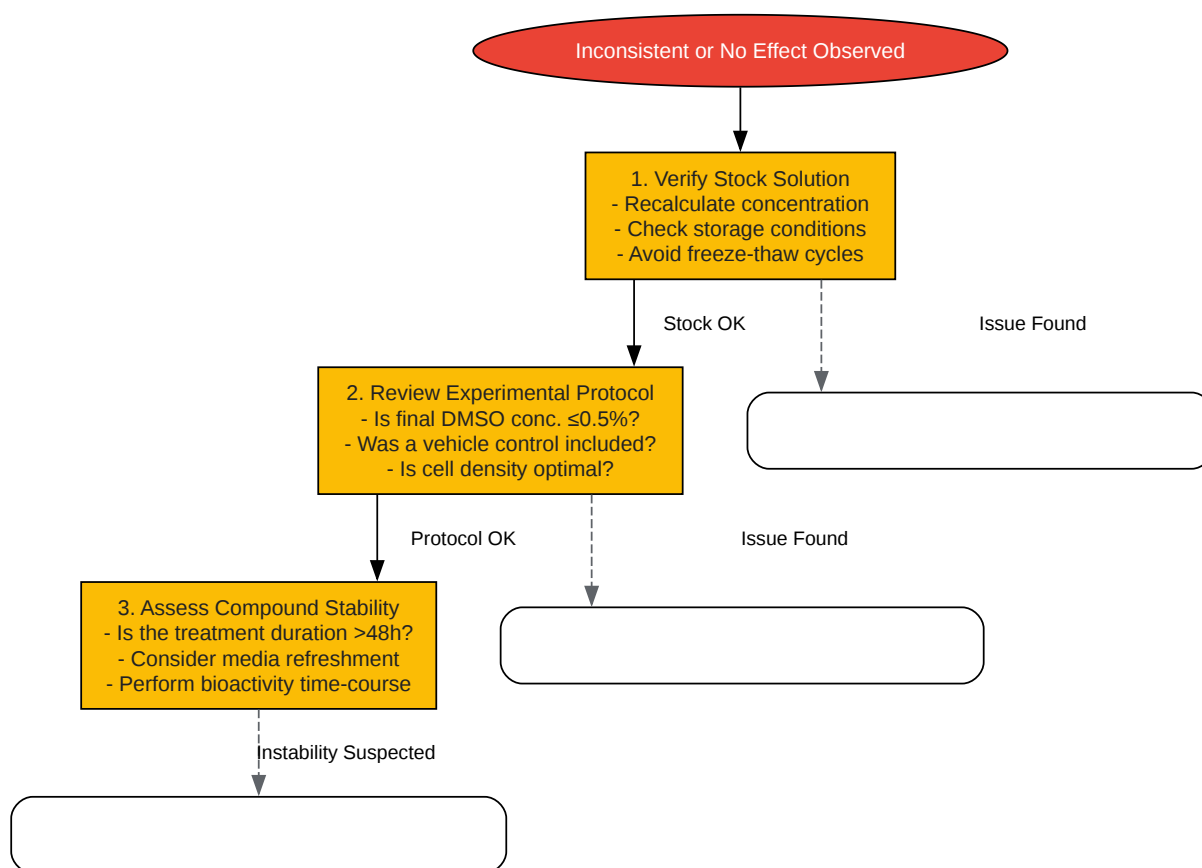 Inconsistent or No Effect Observed
1. Verify Stock Solution
- Recalculate concentration
- Check storage conditions
- Avoid freeze-thaw cycles
Stock OK
Issue Found
2. Review Experimental Protocol
- Is final DMSO conc. ≤0.5%?
- Was a vehicle control included?
- Is cell density optimal?
Protocol OK
Issue Found
3. Assess Compound Stability
- Is the treatment duration >48h?
- Consider media refreshment
- Perform bioactivity time-course
Instability Suspected